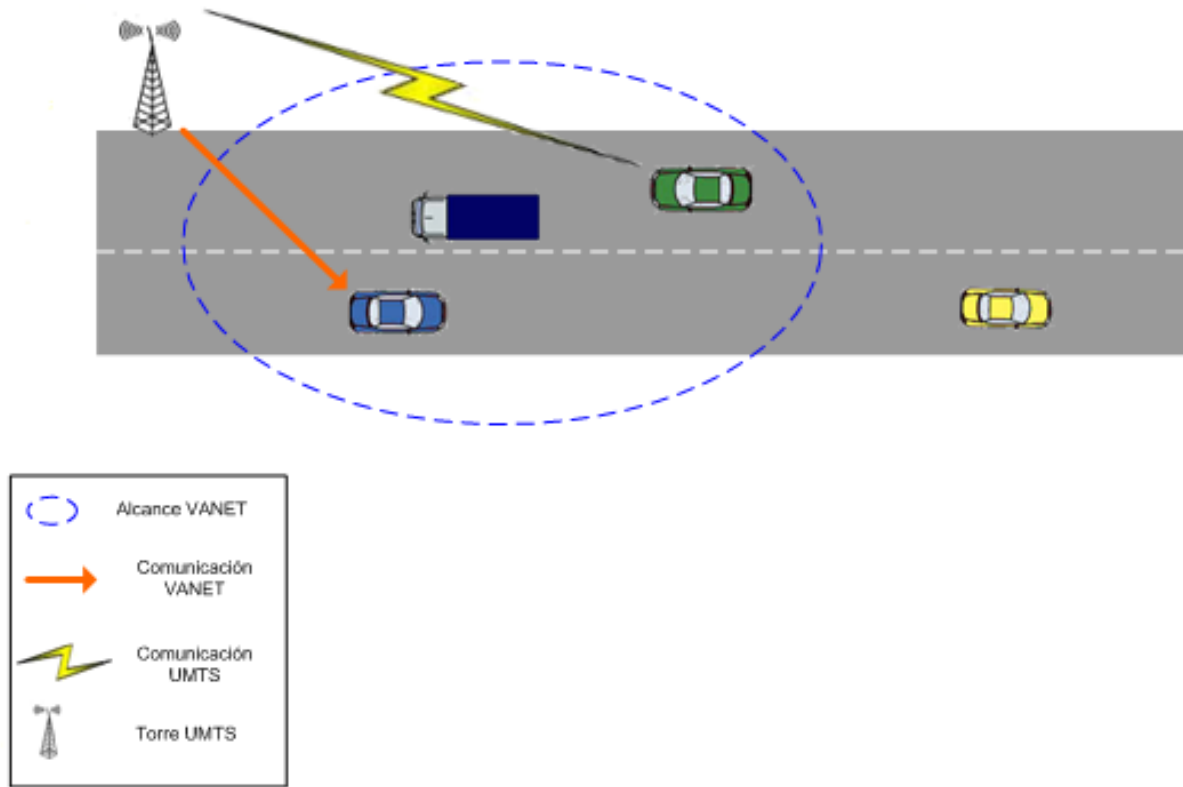 Alcance VANET
Comunicación
VANET
Comunicación
UMTS
Torre UMTS